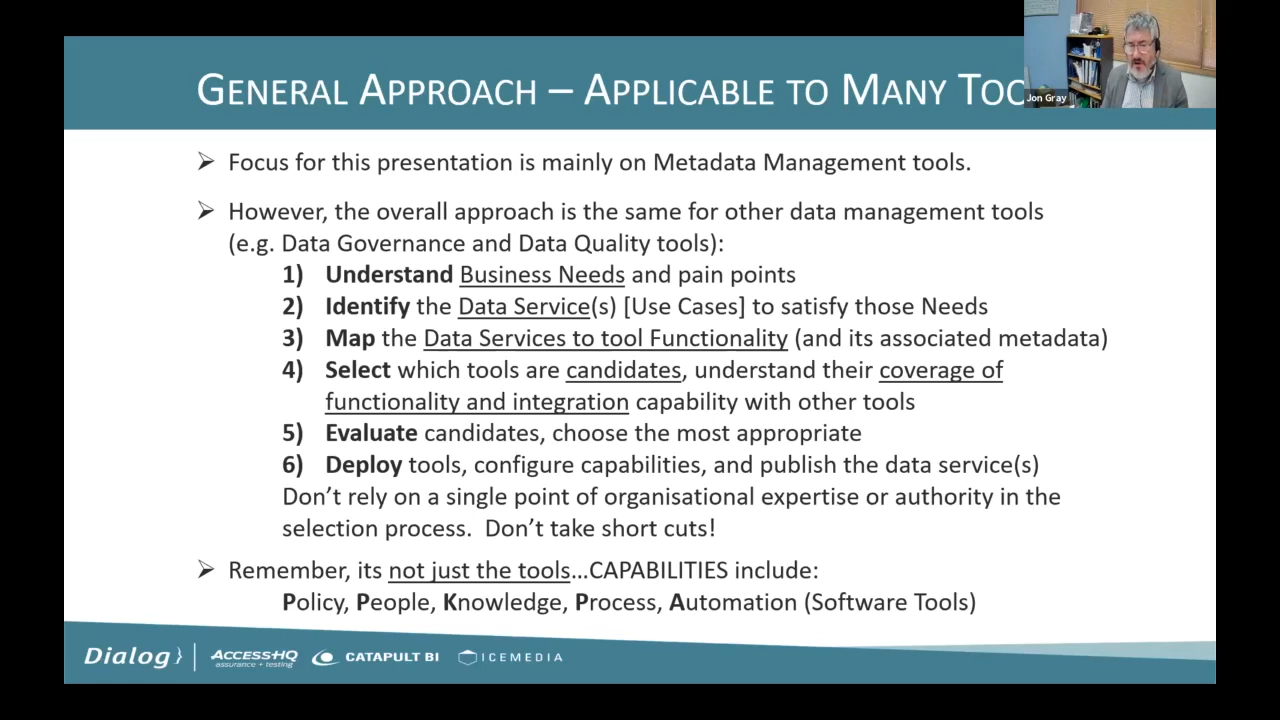 GENERAL APPROACH – APPLICABLE TO MANY
Jon Gray
➢ Focus for this presentation is mainly on Metadata Management tools.
➢ However, the overall approach is the same for other data management tools
(e.g. Data Governance and Data Quality tools):
1) Understand Business Needs and pain points
2) Identify the Data Service(s) [Use Cases] to satisfy those Needs
3) Map the Data Services to tool Functionality (and its associated metadata)
4) Select which tools are candidates, understand their coverage of
functionality and integration capability with other tools
5) Evaluate candidates, choose the most appropriate
6) Deploy tools, configure capabilities, and publish the data service(s)
Don’t rely on a single point of organisational expertise or authority in the
selection process. Don’t take short cuts!
➢ Remember, its not just the tools…CAPABILITIES include:
Policy, People, Knowledge, Process, Automation (Software Tools)
Dialog}
ACCESS•HQ
assurance + testing
CATAPULT BI
ICEMEDIA